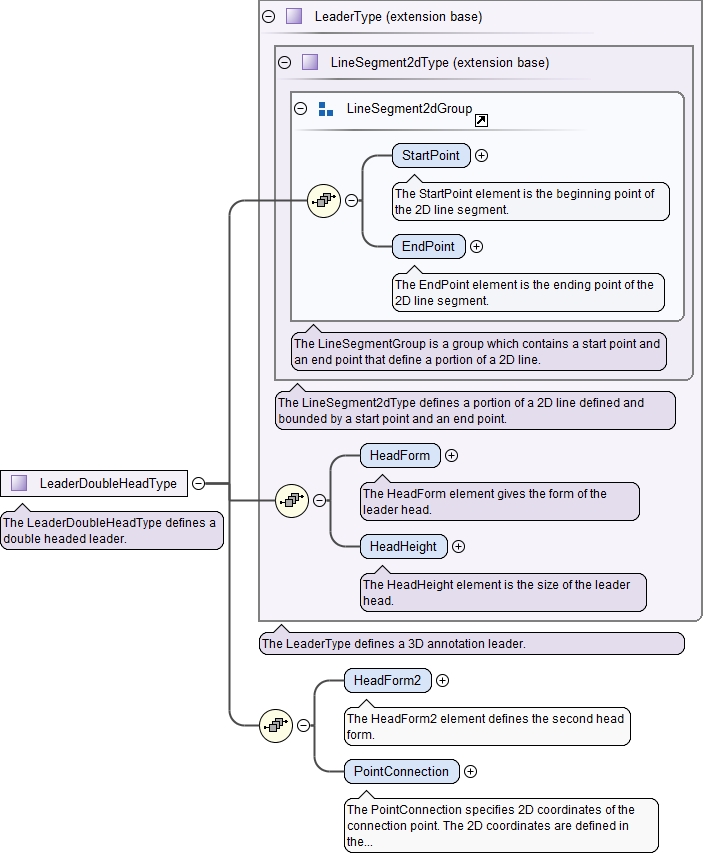 LeaderType (extension base)
LineSegment2dType (extension base)
LineSegment2dGroup
StartPoint
The StartPoint element is the beginning point of
the 2D line segment.
EndPoint
The EndPoint element is the ending point of the
2D line segment.
The LineSegmentGroup is a group which contains a start point and
an end point that define a portion of a 2D line.
The LineSegment2dType defines a portion of a 2D line defined and
bounded by a start point and an end point.
HeadForm
The HeadForm element gives the form of the
leader head.
LeaderDoubleHeadType
The LeaderDoubleHeadType defines a
double headed leader.
HeadHeight
The HeadHeight element is the size of the leader
head.
The LeaderType defines a 3D annotation leader.
HeadForm2
The HeadForm2 element defines the second head
form.
PointConnection
The PointConnection specifies 2D coordinates of the
connection point. The 2D coordinates are defined in
the...